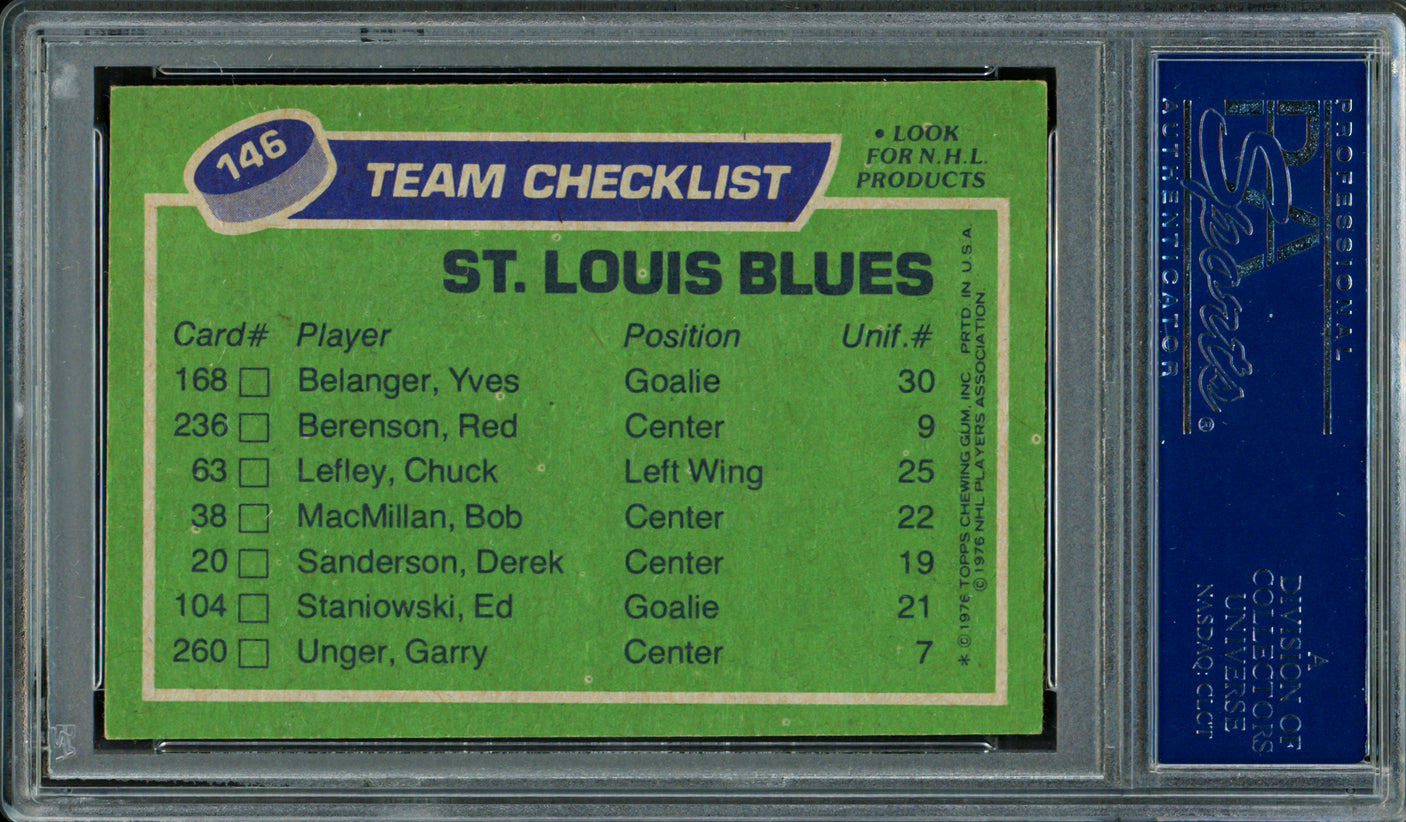 146
TEAM CHECKLIST
• LOOK
FOR N.H.L.
PRODUCTS
ST. LOUIS BLUES
Card# Player Position Unif.#
168 Belanger, Yves Goalie 30
236 Berenson, Red Center 9
63 Lefley, Chuck Left Wing 25
38 MacMillan, Bob Center 22
20 Sanderson, Derek Center 19
104 Staniowski, Ed Goalie 21
260 Unger, Garry Center 7
* © 1976 TOPPS CHEWING GUM, INC. PRTD. IN U.S.A.
© 1976 NHL PLAYERS ASSOCIATION.
PROFESSIONAL
PSA
Sports ®
AUTHENTICATOR
A
DIVISION OF
COLLECTORS
UNIVERSE
NASDAQ: CLCT